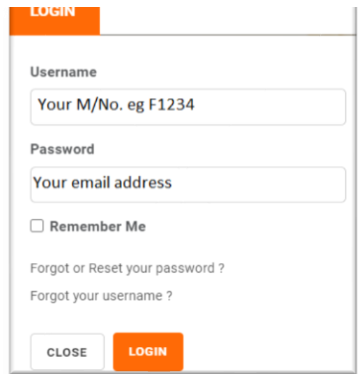 LOGIN
Username
Your M/No. eg F1234
Password
Your email address
Remember Me
Forgot or Reset your password ?
Forgot your username ?
CLOSE
LOGIN